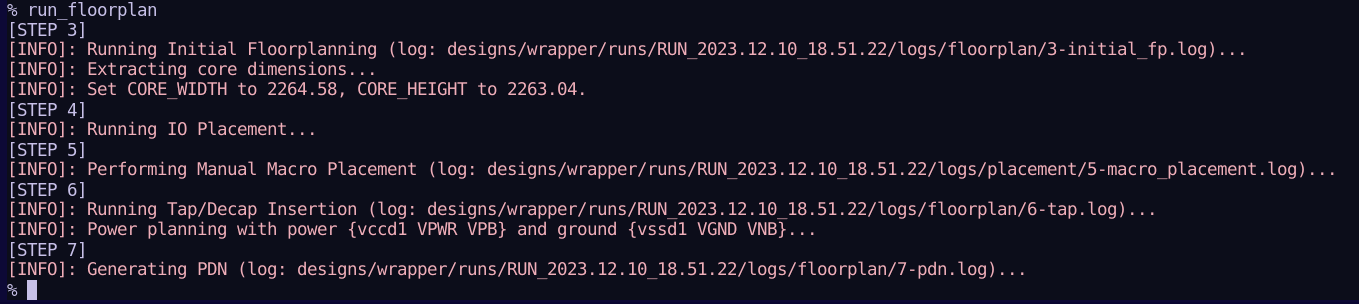 % run_floorplan
[STEP 3]
[INFO]: Running Initial Floorplanning (log: designs/wrapper/runs/RUN_2023.12.10_18.51.22/logs/floorplan/3-initial_fp.log)...
[INFO]: Extracting core dimensions...
[INFO]: Set CORE_WIDTH to 2264.58, CORE_HEIGHT to 2263.04.
[STEP 4]
[INFO]: Running IO Placement...
[STEP 5]
[INFO]: Performing Manual Macro Placement (log: designs/wrapper/runs/RUN_2023.12.10_18.51.22/logs/placement/5-macro_placement.log)...
[STEP 6]
[INFO]: Running Tap/Decap Insertion (log: designs/wrapper/runs/RUN_2023.12.10_18.51.22/logs/floorplan/6-tap.log)...
[INFO]: Power planning with power {vccd1 VPWR VPB} and ground {vssd1 VGND VNB}...
[STEP 7]
[INFO]: Generating PDN (log: designs/wrapper/runs/RUN_2023.12.10_18.51.22/logs/floorplan/7-pdn.log)...
%